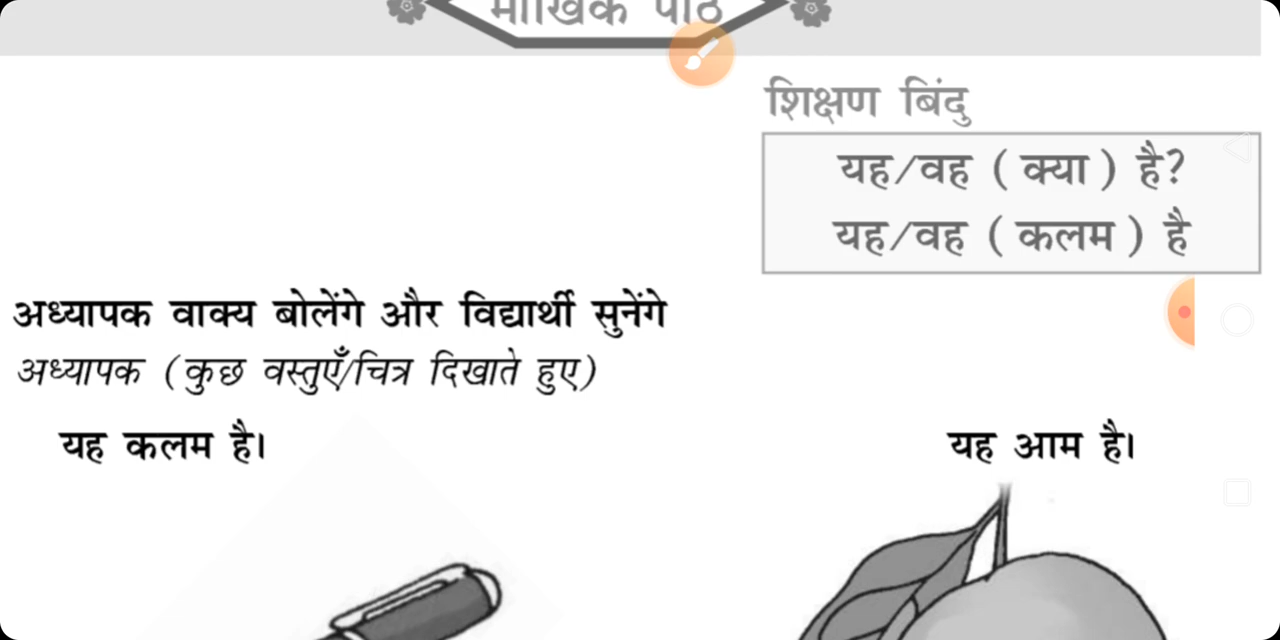 मौखिक पाठ
शिक्षण बिंदु
यह/वह ( क्या ) है?
यह/वह ( कलम ) है
अध्यापक वाक्य बोलेंगे और विद्यार्थी सुनेंगे
अध्यापक (कुछ वस्तुएँ/चित्र दिखाते हुए)
यह कलम है।
यह आम है।